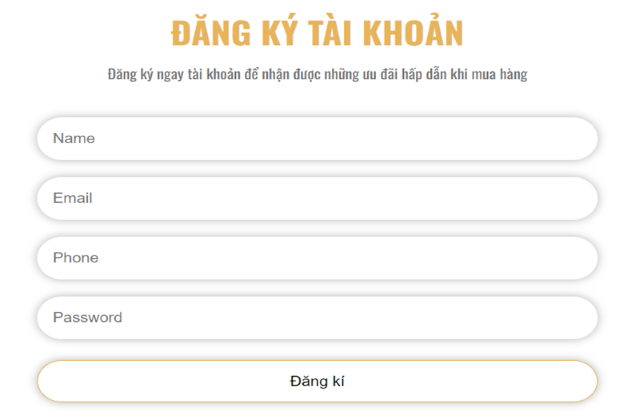 ĐĂNG KÝ TÀI KHOẢN
Đăng ký ngay tài khoản để nhận được những ưu đãi hấp dẫn khi mua hàng
Name
Email
Phone
Password
Đăng kí